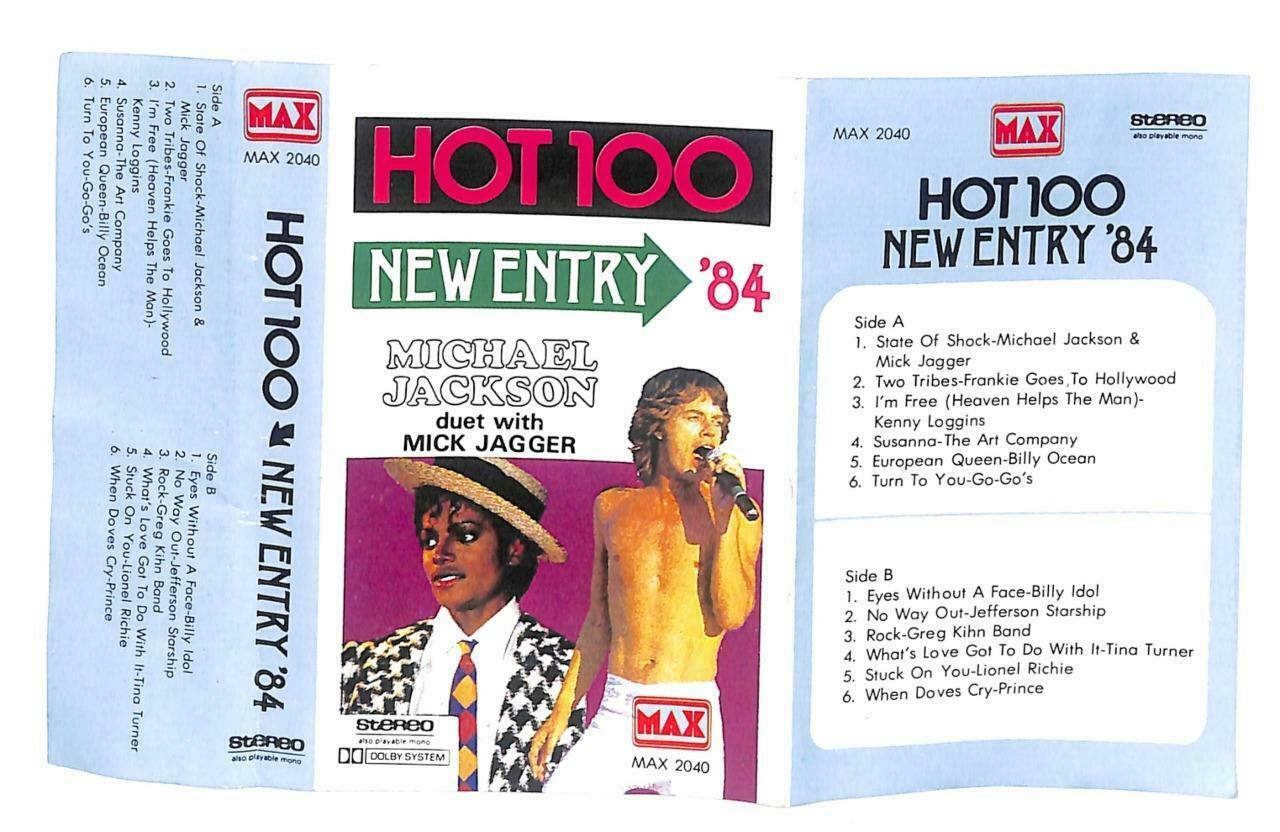 Side A
1. State Of Shock-Michael Jackson &
Mick Jagger
2. Two Tribes-Frankie Goes To Hollywood
3. I'm Free (Heaven Helps The Man)-
Kenny Loggins
4. Susanna-The Art Company
5. European Queen-Billy Ocean
6. Turn To You-Go-Go's
Side B
1. Eyes Without A Face-Billy Idol
2. No Way Out-Jefferson Starship
3. Rock-Greg Kihn Band
4. What's Love Got To Do With It-Tina Turner
5. Stuck On You-Lionel Richie
6. When Doves Cry-Prince
MAX
MAX 2040
HOT 100 NEW ENTRY '84
STEREO
also playable mono
HOT 100
NEW ENTRY '84
MICHAEL
JACKSON
duet with
MICK JAGGER
STEREO
also playable mono
DOLBY SYSTEM
MAX
MAX 2040
MAX 2040
MAX
STEREO
also playable mono
HOT 100
NEW ENTRY '84
Side A
1. State Of Shock-Michael Jackson &
Mick Jagger
2. Two Tribes-Frankie Goes To Hollywood
3. I'm Free (Heaven Helps The Man)-
Kenny Loggins
4. Susanna-The Art Company
5. European Queen-Billy Ocean
6. Turn To You-Go-Go's
Side B
1. Eyes Without A Face-Billy Idol
2. No Way Out-Jefferson Starship
3. Rock-Greg Kihn Band
4. What's Love Got To Do With It-Tina Turner
5. Stuck On You-Lionel Richie
6. When Doves Cry-Prince